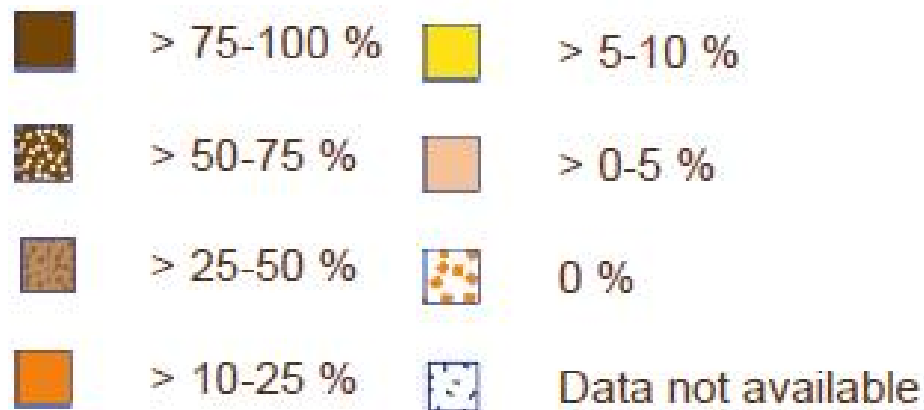 > 75-100 %
> 50-75 %
> 25-50 %
> 10-25 %
> 5-10 %
> 0-5 %
0 %
Data not available